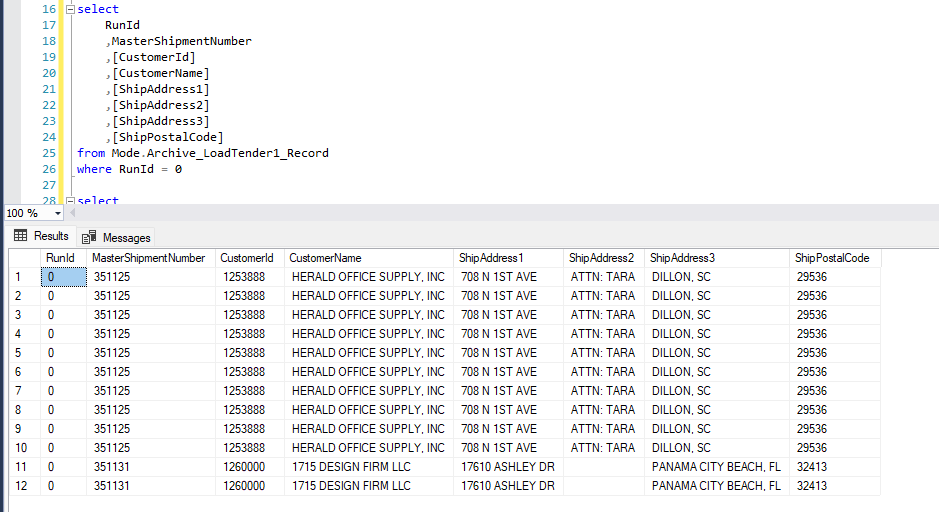 16 select
17 RunId
18 ,MasterShipmentNumber
19 ,[CustomerId]
20 ,[CustomerName]
21 ,[ShipAddress1]
22 ,[ShipAddress2]
23 ,[ShipAddress3]
24 ,[ShipPostalCode]
25 from Mode.Archive_LoadTender1_Record
26 where RunId = 0
27
28 select
100 %
Results Messages
RunId MasterShipmentNumber CustomerId CustomerName ShipAddress1 ShipAddress2 ShipAddress3 ShipPostalCode
1 0 351125 1253888 HERALD OFFICE SUPPLY, INC 708 N 1ST AVE ATTN: TARA DILLON, SC 29536
2 0 351125 1253888 HERALD OFFICE SUPPLY, INC 708 N 1ST AVE ATTN: TARA DILLON, SC 29536
3 0 351125 1253888 HERALD OFFICE SUPPLY, INC 708 N 1ST AVE ATTN: TARA DILLON, SC 29536
4 0 351125 1253888 HERALD OFFICE SUPPLY, INC 708 N 1ST AVE ATTN: TARA DILLON, SC 29536
5 0 351125 1253888 HERALD OFFICE SUPPLY, INC 708 N 1ST AVE ATTN: TARA DILLON, SC 29536
6 0 351125 1253888 HERALD OFFICE SUPPLY, INC 708 N 1ST AVE ATTN: TARA DILLON, SC 29536
7 0 351125 1253888 HERALD OFFICE SUPPLY, INC 708 N 1ST AVE ATTN: TARA DILLON, SC 29536
8 0 351125 1253888 HERALD OFFICE SUPPLY, INC 708 N 1ST AVE ATTN: TARA DILLON, SC 29536
9 0 351125 1253888 HERALD OFFICE SUPPLY, INC 708 N 1ST AVE ATTN: TARA DILLON, SC 29536
10 0 351125 1253888 HERALD OFFICE SUPPLY, INC 708 N 1ST AVE ATTN: TARA DILLON, SC 29536
11 0 351131 1260000 1715 DESIGN FIRM LLC 17610 ASHLEY DR PANAMA CITY BEACH, FL 32413
12 0 351131 1260000 1715 DESIGN FIRM LLC 17610 ASHLEY DR PANAMA CITY BEACH, FL 32413